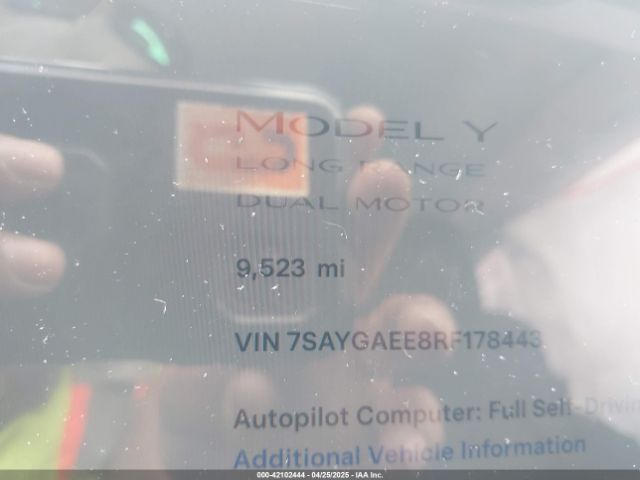 MODEL Y
LONG RANGE
DUAL MOTOR
9,523 mi
VIN 7SAYGAEE8RF178443
Autopilot Computer: Full Self-Drivin
Additional Vehicle Information
000-42102444 - 04/25/2025 - IAA Inc.